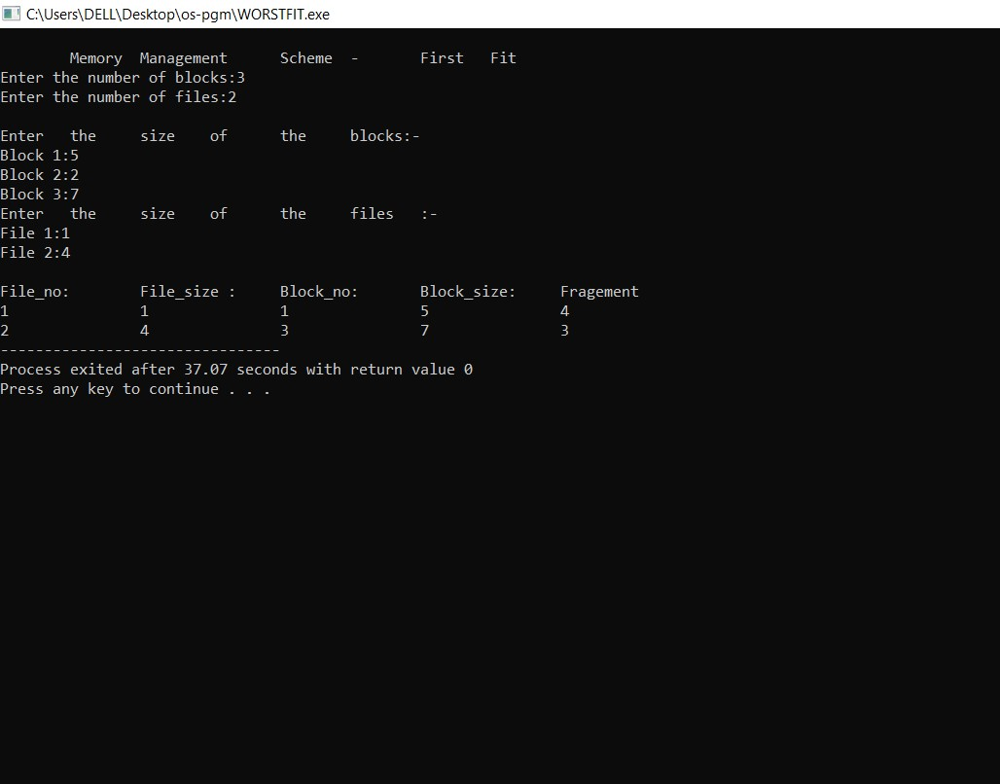 C:\Users\DELL\Desktop\os-pgm\WORSTFIT.exe
Memory Management Scheme - First Fit
Enter the number of blocks:3
Enter the number of files:2
Enter the size of the blocks:-
Block 1:5
Block 2:2
Block 3:7
Enter the size of the files :-
File 1:1
File 2:4
File_no: File_size : Block_no: Block_size: Fragement
1 1 1 5 4
2 4 3 7 3
--------------------------------
Process exited after 37.07 seconds with return value 0
Press any key to continue . . .